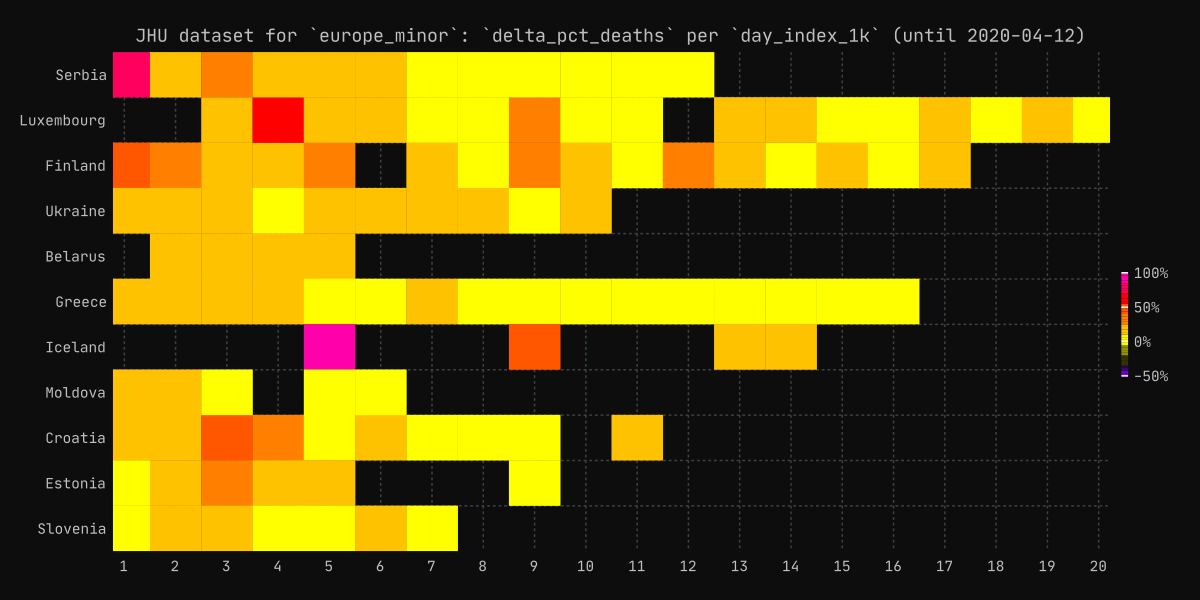 JHU dataset for `europe_minor`: `delta_pct_deaths` per `day_index_1k` (until 2020-04-12)
Serbia
Luxembourg
Finland
Ukraine
Belarus
Greece
Iceland
Moldova
Croatia
Estonia
Slovenia
1 2 3 4 5 6 7 8 9 10 11 12 13 14 15 16 17 18 19 20
100%
50%
0%
-50%